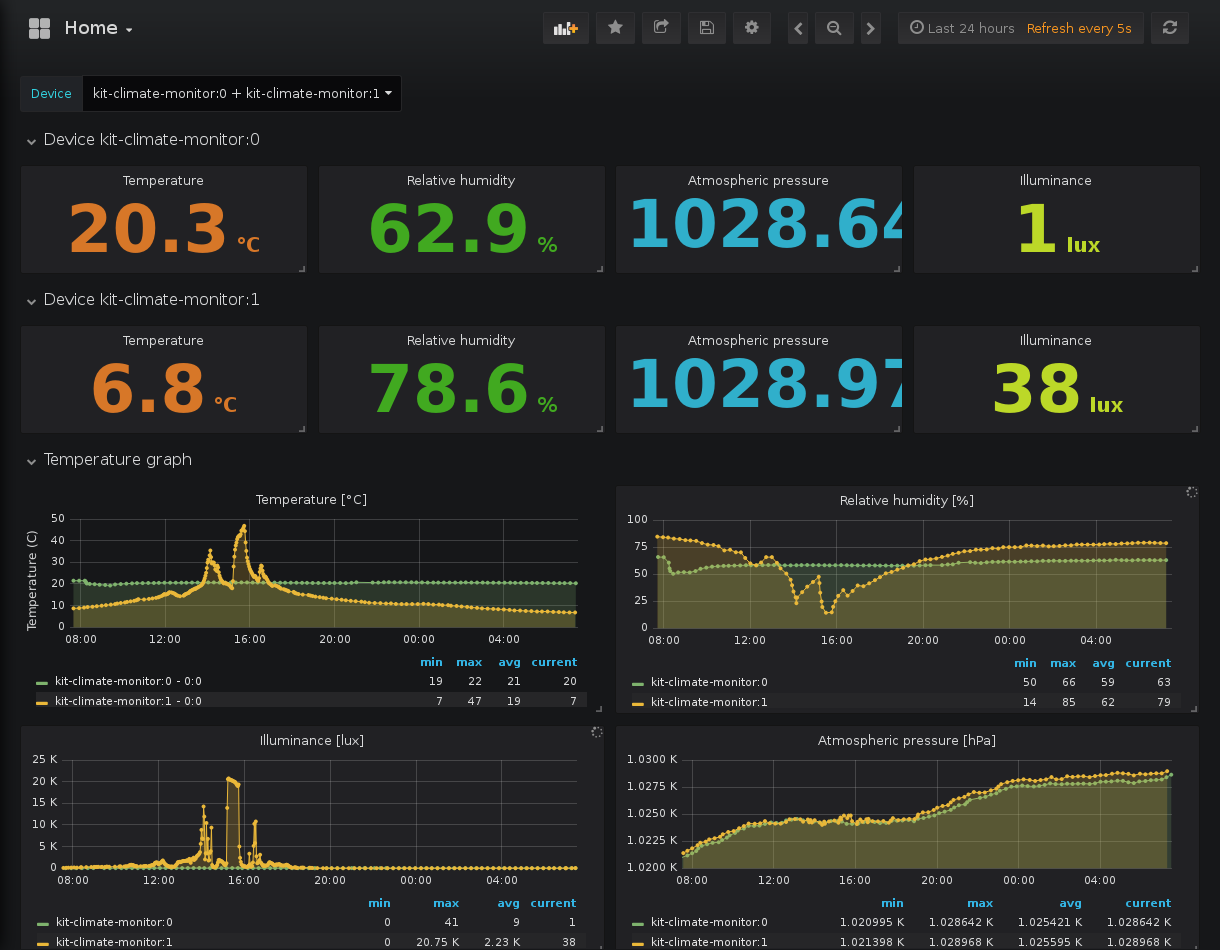 Home
Last 24 hours Refresh every 5s
Device kit-climate-monitor:0 + kit-climate-monitor:1
Device kit-climate-monitor:0
Temperature Relative humidity Atmospheric pressure Illuminance
20.3 °C 62.9 % 1028.64 1 lux
Device kit-climate-monitor:1
Temperature Relative humidity Atmospheric pressure Illuminance
6.8 °C 78.6 % 1028.97 38 lux
Temperature graph
Temperature [°C]
Temperature (C)
50
40
30
20
10
0
08:00 12:00 16:00 20:00 00:00 04:00
min max avg current
kit-climate-monitor:0 - 0:0 19 22 21 20
kit-climate-monitor:1 - 0:0 7 47 19 7
Relative humidity [%]
100
75
50
25
0
08:00 12:00 16:00 20:00 00:00 04:00
min max avg current
kit-climate-monitor:0 50 66 59 63
kit-climate-monitor:1 14 85 62 79
Illuminance [lux]
25 K
20 K
15 K
10 K
5 K
0
08:00 12:00 16:00 20:00 00:00 04:00
min max avg current
kit-climate-monitor:0 0 41 9 1
kit-climate-monitor:1 0 20.75 K 2.23 K 38
Atmospheric pressure [hPa]
1.0300 K
1.0275 K
1.0250 K
1.0225 K
1.0200 K
08:00 12:00 16:00 20:00 00:00 04:00
min max avg current
kit-climate-monitor:0 1.020995 K 1.028642 K 1.025421 K 1.028642 K
kit-climate-monitor:1 1.021398 K 1.028968 K 1.025595 K 1.028968 K